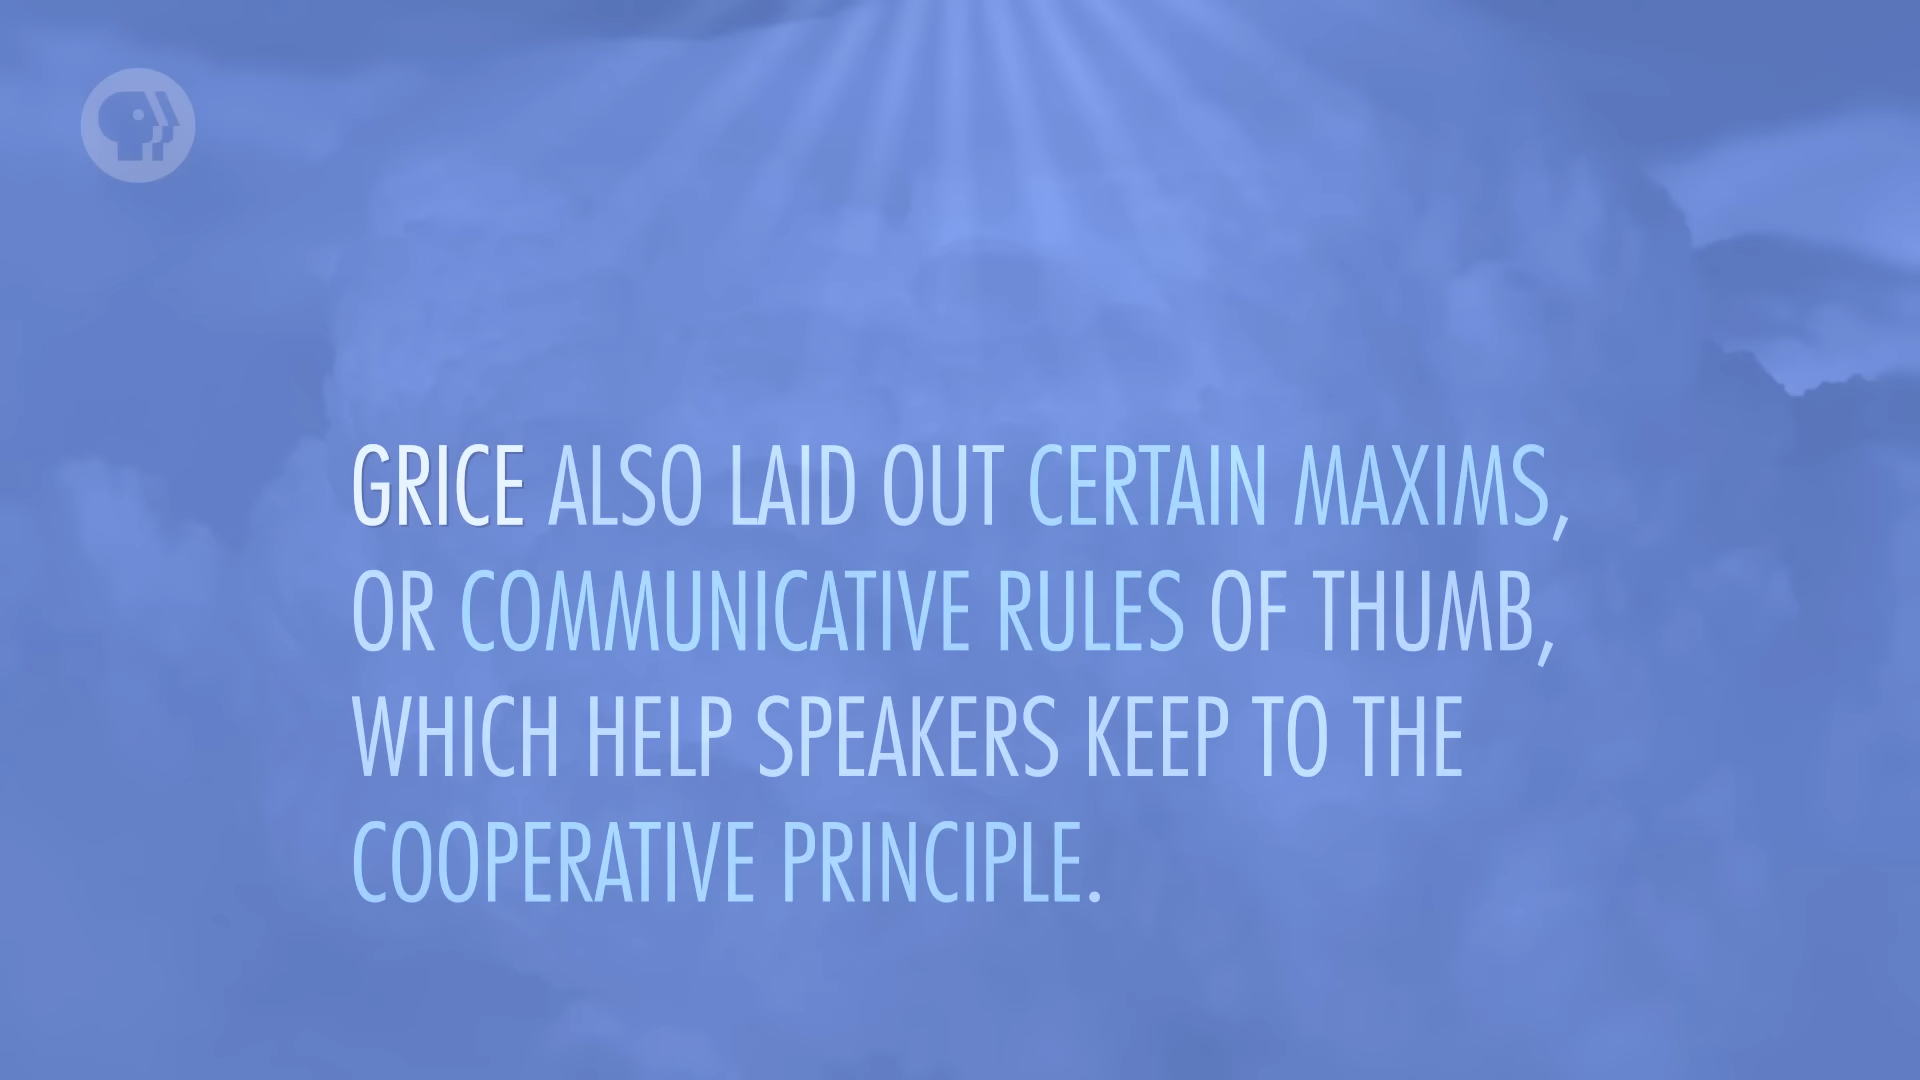 GRICE ALSO LAID OUT CERTAIN MAXIMS,
OR COMMUNICATIVE RULES OF THUMB,
WHICH HELP SPEAKERS KEEP TO THE
COOPERATIVE PRINCIPLE.